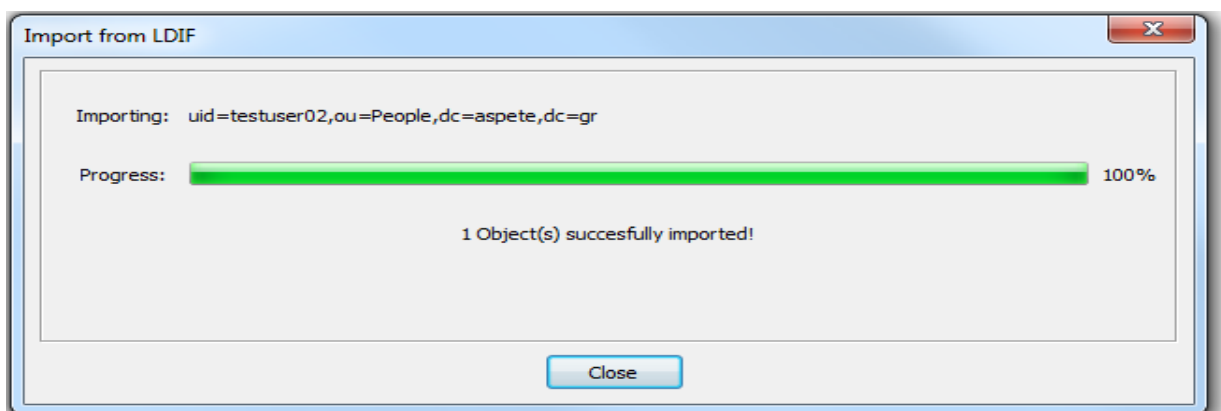 Import from LDIF
Importing: uid=testuser02,ou=People,dc=aspete,dc=gr
Progress: 100%
1 Object(s) succesfully imported!
Close